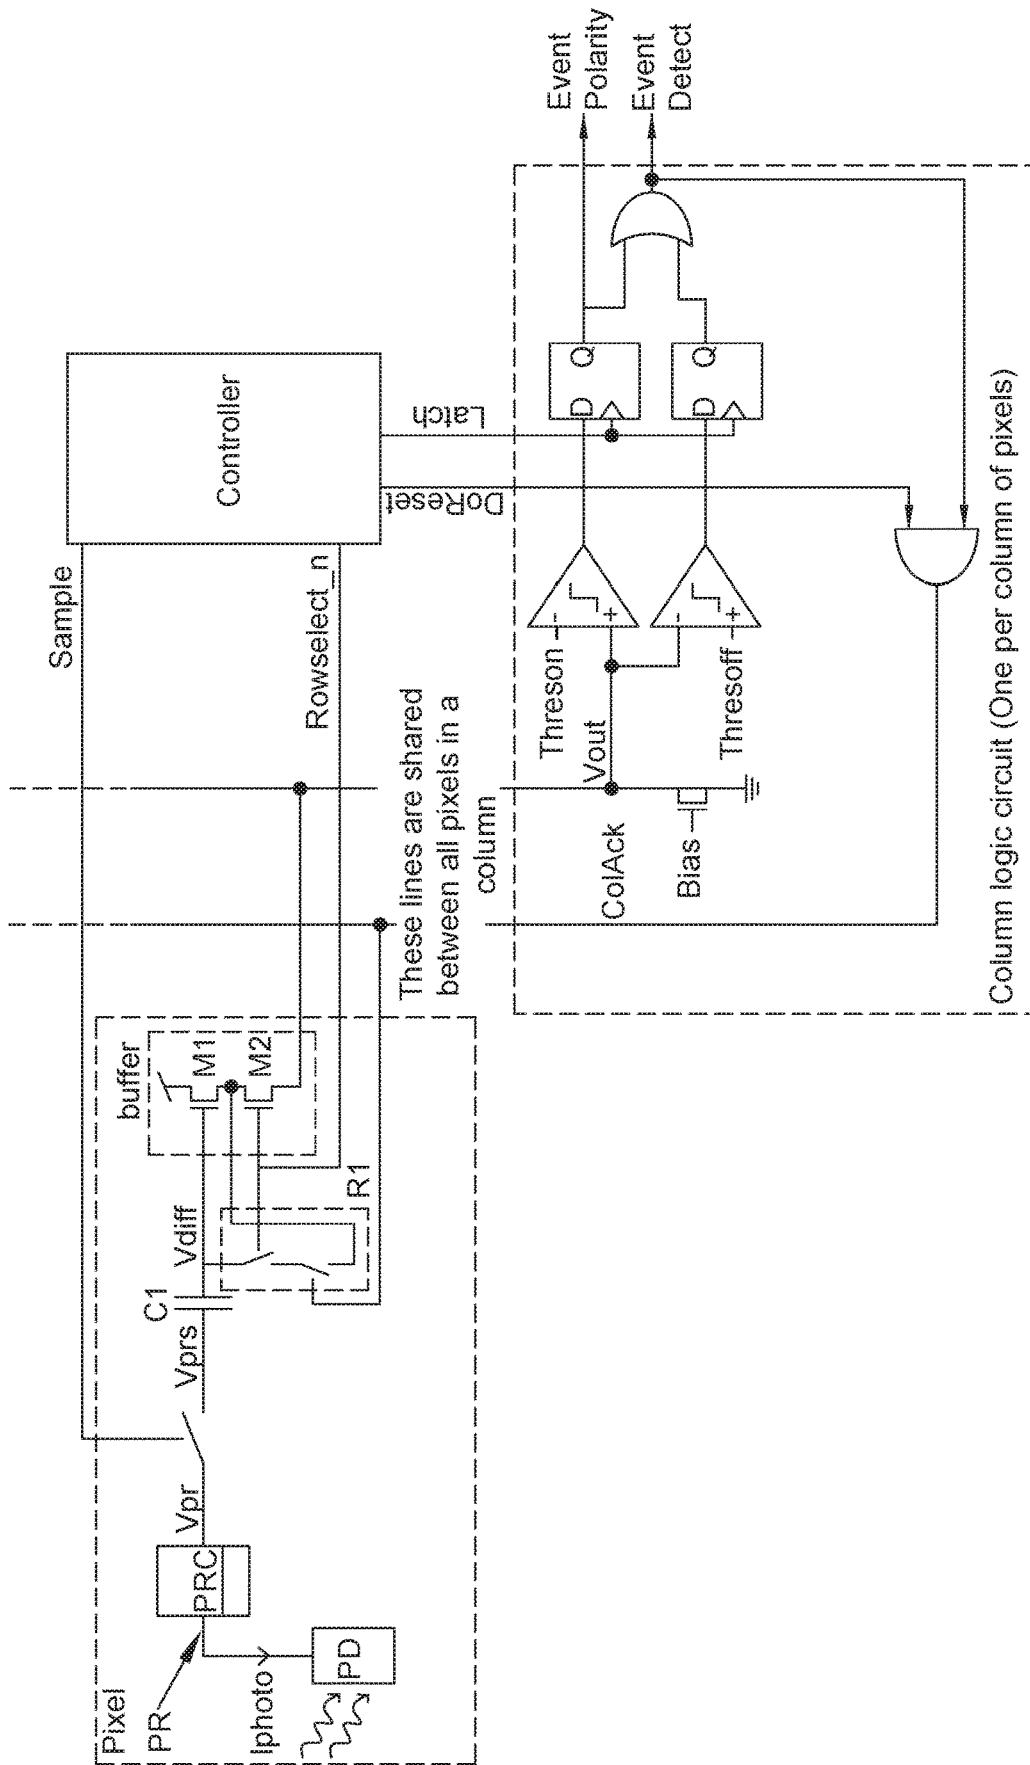 Pixel
PR
Iphoto
PD
PRC
Vpr
Vprs
C1
Vdiff
R1
buffer
M1
M2
These lines are shared
between all pixels in a
column
Sample
Rowselect_n
Controller
DoReset
Latch
ColAck
Vout
Bias
Threson
Thresoff
-
+
-
+
D
Q
D
Q
Event
Polarity
Event
Detect
Column logic circuit (One per column of pixels)